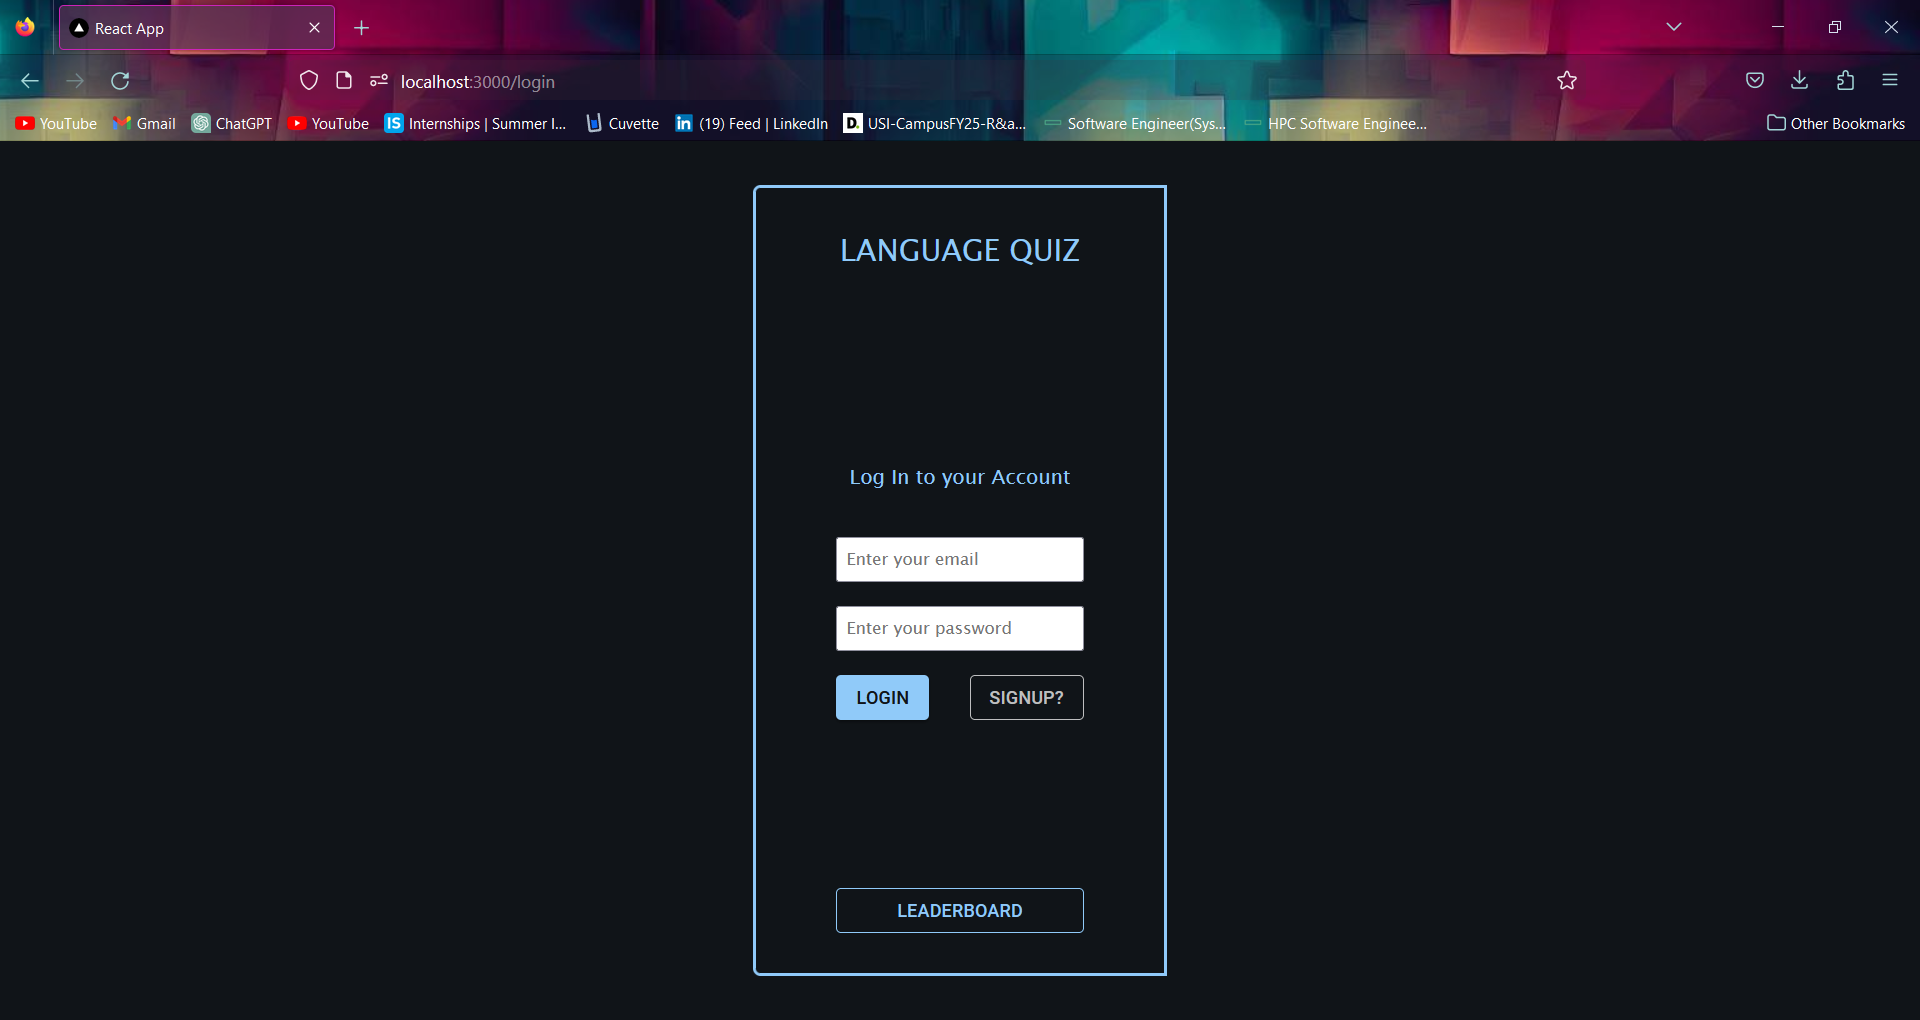 React App
localhost:3000/login
YouTube Gmail ChatGPT YouTube IS Internships | Summer I... Cuvette in (19) Feed | LinkedIn D. USI-CampusFY25-R&a... Software Engineer(Sys... HPC Software Enginee... Other Bookmarks
LANGUAGE QUIZ
Log In to your Account
Enter your email
Enter your password
LOGIN SIGNUP?
LEADERBOARD